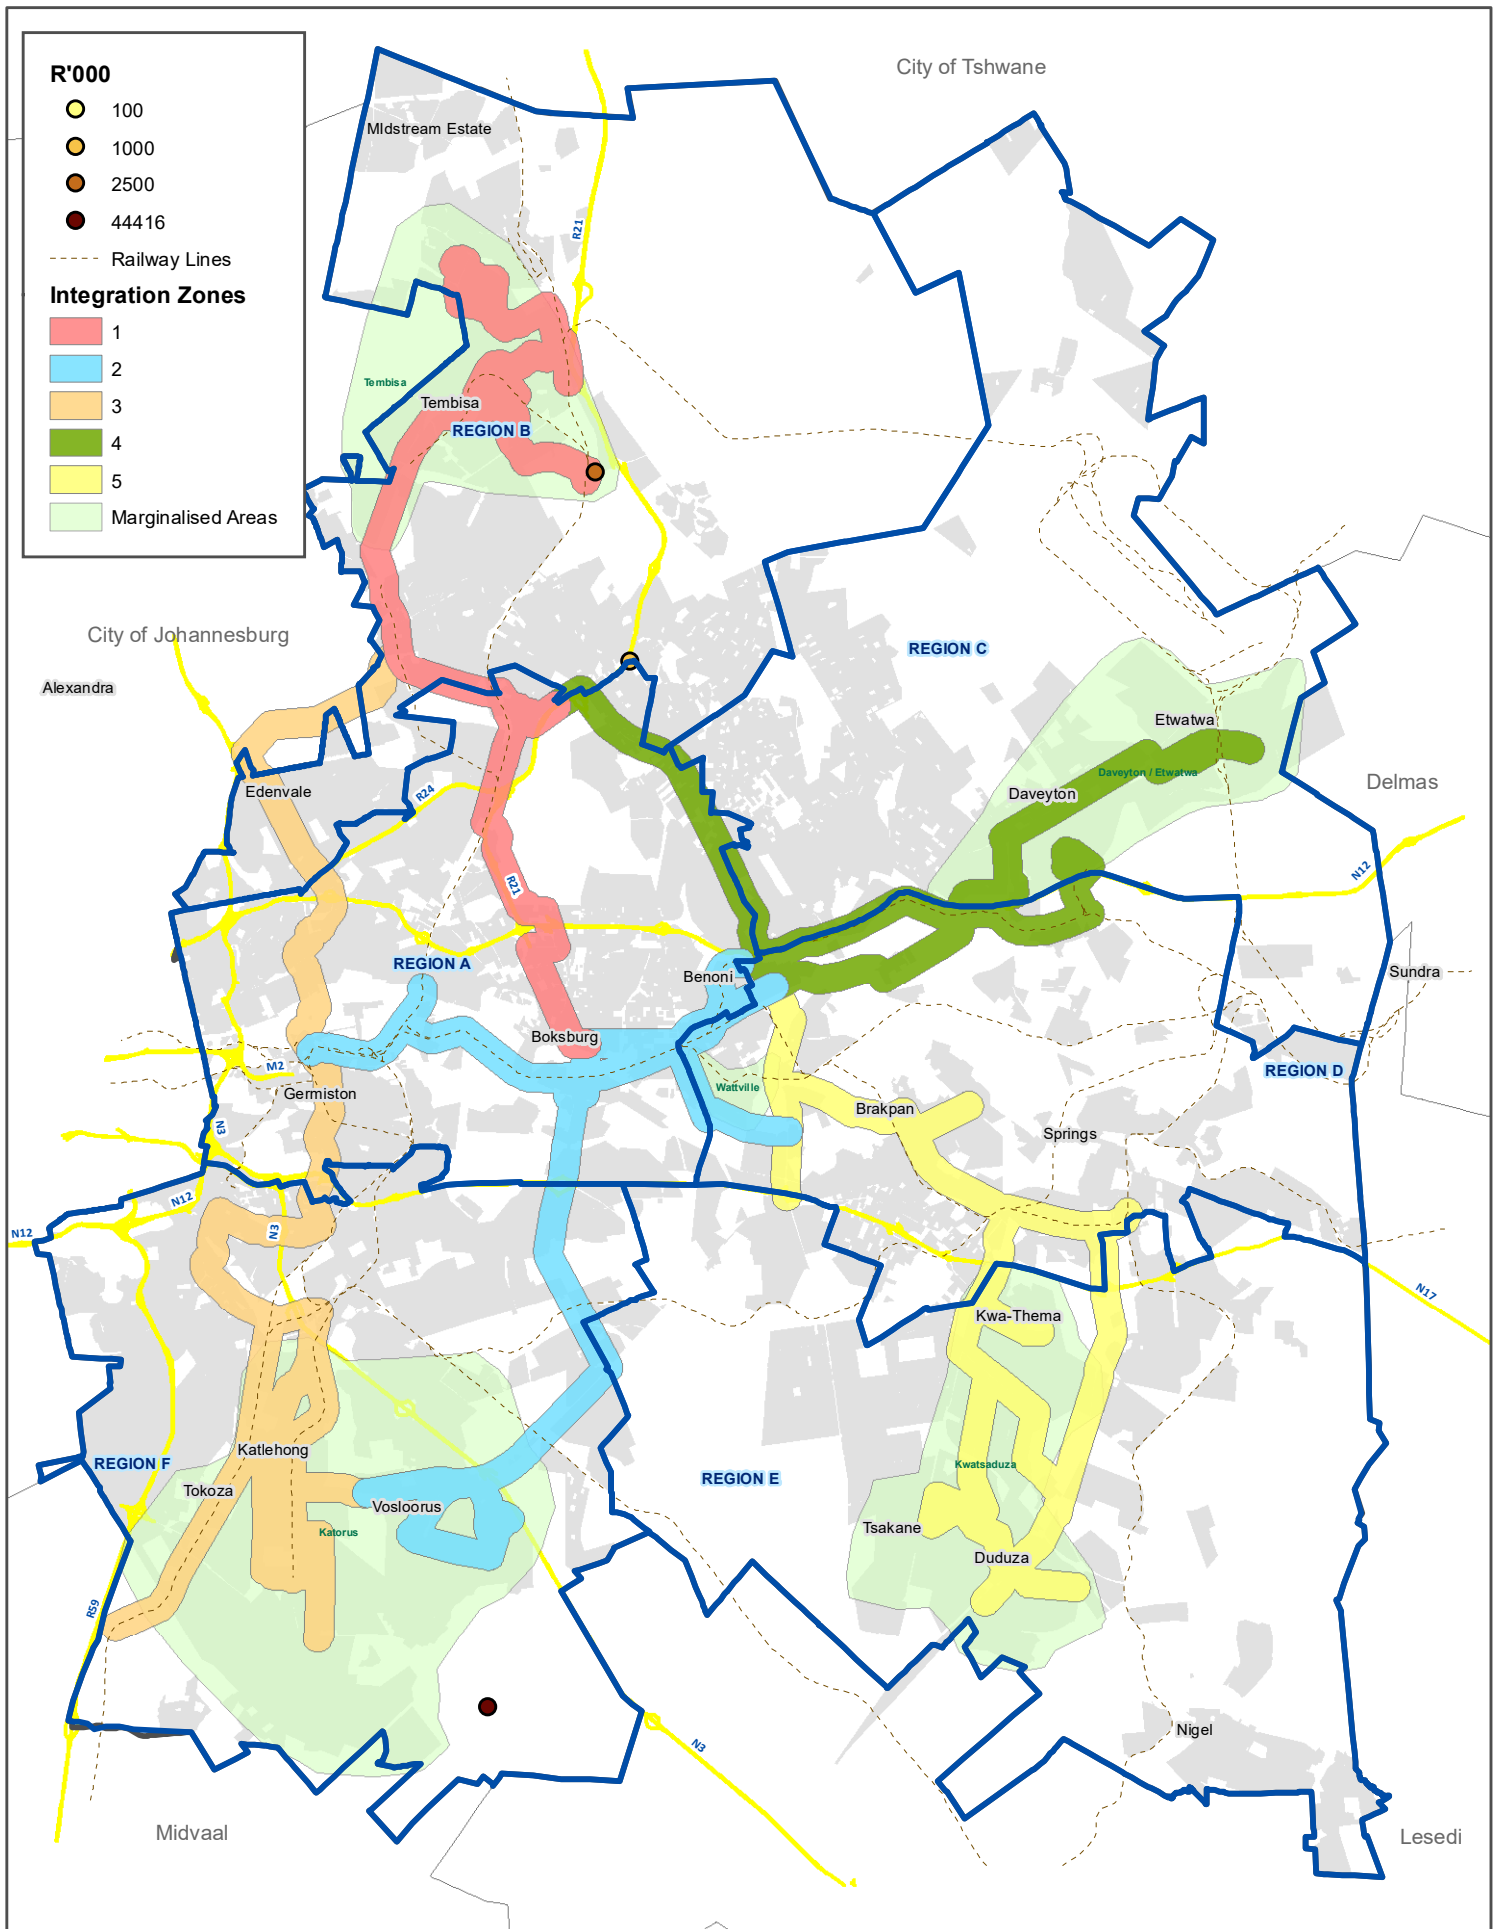 R'000
100
1000
2500
44416
Railway Lines
Integration Zones
1
2
3
4
5
Marginalised Areas
City of Tshwane
MIdstream Estate
R21
Tembisa
Tembisa
REGION B
City of Johannesburg
REGION C
Alexandra
Etwatwa
Daveyton / Etwatwa
Delmas
Edenvale
R24
Daveyton
N12
R21
REGION A
Benoni
Sundra
Boksburg
M2
REGION D
Wattville
Germiston
Brakpan
N3
Springs
N12
N12
N3
N17
Kwa-Thema
Katlehong
REGION F
Kwatsaduza
REGION E
Tokoza
Vosloorus
Katorus
Tsakane
Duduza
R59
Nigel
N3
Midvaal
Lesedi